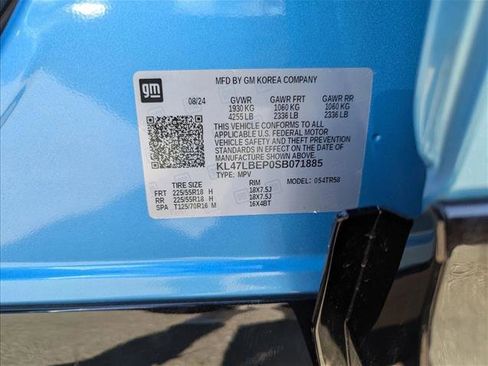 gm
MFD BY GM KOREA COMPANY
08/24 GVWR GAWR FRT GAWR RR
1930 KG 1060 KG 1060 KG
4255 LB 2336 LB 2336 LB
THIS VEHICLE CONFORMS TO ALL
APPLICABLE U.S. FEDERAL MOTOR
VEHICLE SAFETY AND THEFT PREVENTION
STANDARDS IN EFFECT ON THE DATE OF
MANUFACTURE SHOWN ABOVE.
KL47LBEP0SB071885
TYPE: MPV
TIRE SIZE RIM MODEL: 054TR58
FRT 225/55R18 H 18X7.5J
RR 225/55R18 H 18X7.5J
SPA T125/70R16 M 16X4BT